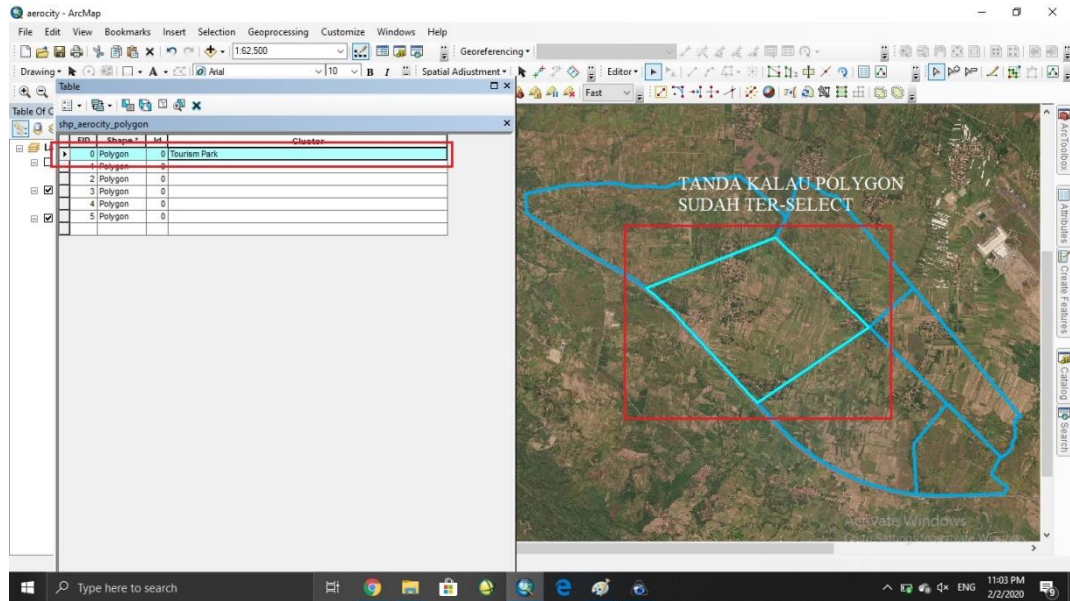 aerocity - ArcMap
File Edit View Bookmarks Insert Selection Geoprocessing Customize Windows Help
1:62,500
Georeferencing
Drawing
A
Arial
10
B I
Spatial Adjustment
Editor
Table
Fast
Table Of C
shp_aerocity_polygon
FID Shape * Id Cluster
0 Polygon 0 Tourism Park
1 Polygon 0
2 Polygon 0
3 Polygon 0
4 Polygon 0
5 Polygon 0
TANDA KALAU POLYGON
SUDAH TER-SELECT
ArcToolbox
Attributes
Create Features
Catalog
Search
Activate Windows
Type here to search
ENG
11:03 PM
2/2/2020